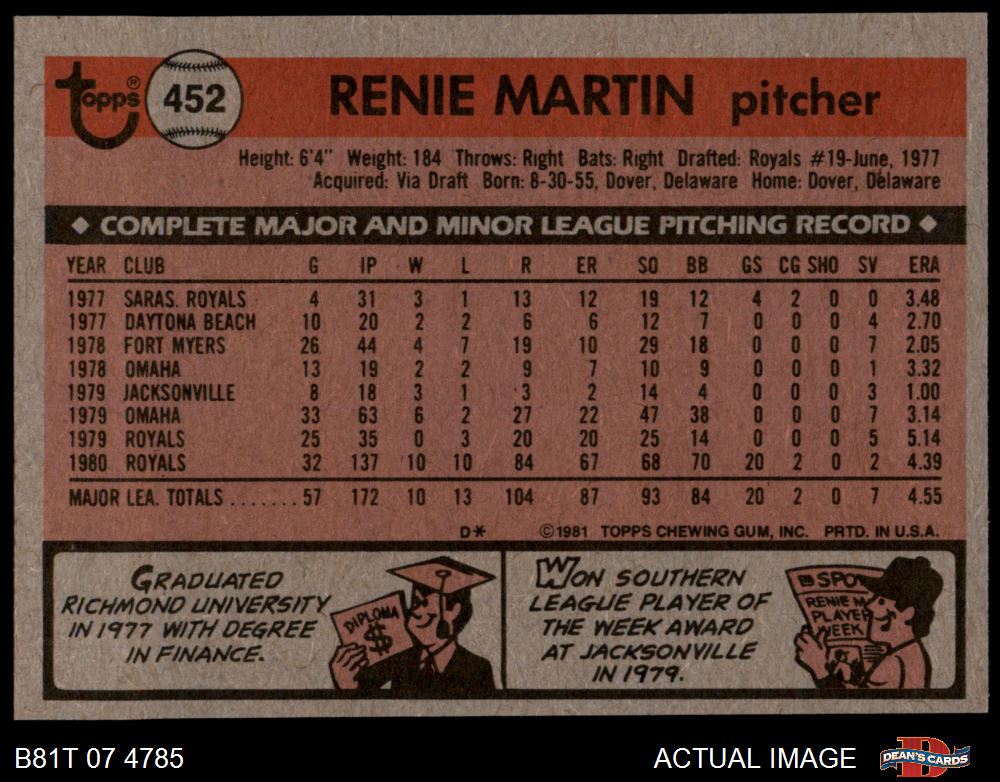 topps®
452
RENIE MARTIN pitcher
Height: 6'4" Weight: 184 Throws: Right Bats: Right Drafted: Royals #19-June, 1977
Acquired: Via Draft Born: 8-30-55, Dover, Delaware Home: Dover, Delaware
◆ COMPLETE MAJOR AND MINOR LEAGUE PITCHING RECORD ◆
YEAR CLUB G IP W L R ER SO BB GS CG SHO SV ERA
1977 SARAS. ROYALS 4 31 3 1 13 12 19 12 4 2 0 0 3.48
1977 DAYTONA BEACH 10 20 2 2 6 6 12 7 0 0 0 4 2.70
1978 FORT MYERS 26 44 4 7 19 10 29 18 0 0 0 7 2.05
1978 OMAHA 13 19 2 2 9 7 10 9 0 0 0 1 3.32
1979 JACKSONVILLE 8 18 3 1 3 2 14 4 0 0 0 3 1.00
1979 OMAHA 33 63 6 2 27 22 47 38 0 0 0 7 3.14
1979 ROYALS 25 35 0 3 20 20 25 14 0 0 0 5 5.14
1980 ROYALS 32 137 10 10 84 67 68 70 20 2 0 2 4.39
MAJOR LEA. TOTALS ....... 57 172 10 13 104 87 93 84 20 2 0 7 4.55
D* ©1981 TOPPS CHEWING GUM, INC. PRTD. IN U.S.A.
GRADUATED
RICHMOND UNIVERSITY
IN 1977 WITH DEGREE
IN FINANCE.
DIPLOMA
$
WON SOUTHERN
LEAGUE PLAYER OF
THE WEEK AWARD
AT JACKSONVILLE
IN 1979.
SPO
RENIE M
PLAYER
WEEK
B81T 07 4785
ACTUAL IMAGE
DEAN'S CARDS